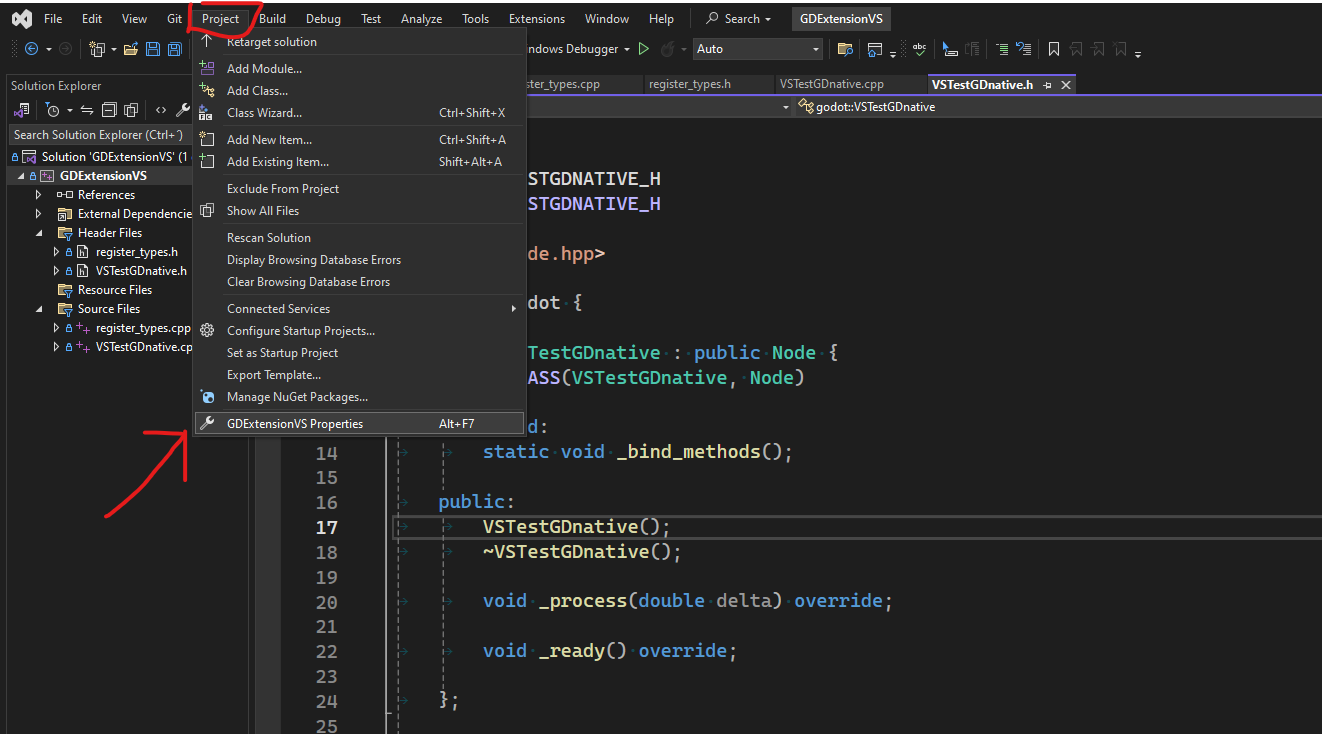 File Edit View Git Project Build Debug Test Analyze Tools Extensions Window Help Search GDExtensionVS
ndows Debugger Auto
Solution Explorer
Search Solution Explorer (Ctrl+
Solution 'GDExtensionVS' (1
GDExtensionVS
References
External Dependencie
Header Files
register_types.h
VSTestGDnative.h
Resource Files
Source Files
register_types.cpp
VSTestGDnative.cp
Retarget solution
Add Module...
Add Class...
Class Wizard... Ctrl+Shift+X
Add New Item... Ctrl+Shift+A
Add Existing Item... Shift+Alt+A
Exclude From Project
Show All Files
Rescan Solution
Display Browsing Database Errors
Clear Browsing Database Errors
Connected Services
Configure Startup Projects...
Set as Startup Project
Export Template...
Manage NuGet Packages...
GDExtensionVS Properties Alt+F7
ster_types.cpp register_types.h VSTestGDnative.cpp VSTestGDnative.h
godot::VSTestGDnative
STGDNATIVE_H
STGDNATIVE_H
de.hpp>
dot {
TestGDnative : public Node {
ASS(VSTestGDnative, Node)
d:
14 static void _bind_methods();
15
16 public:
17 VSTestGDnative();
18 ~VSTestGDnative();
19
20 void _process(double delta) override;
21
22 void _ready() override;
23
24 };
25